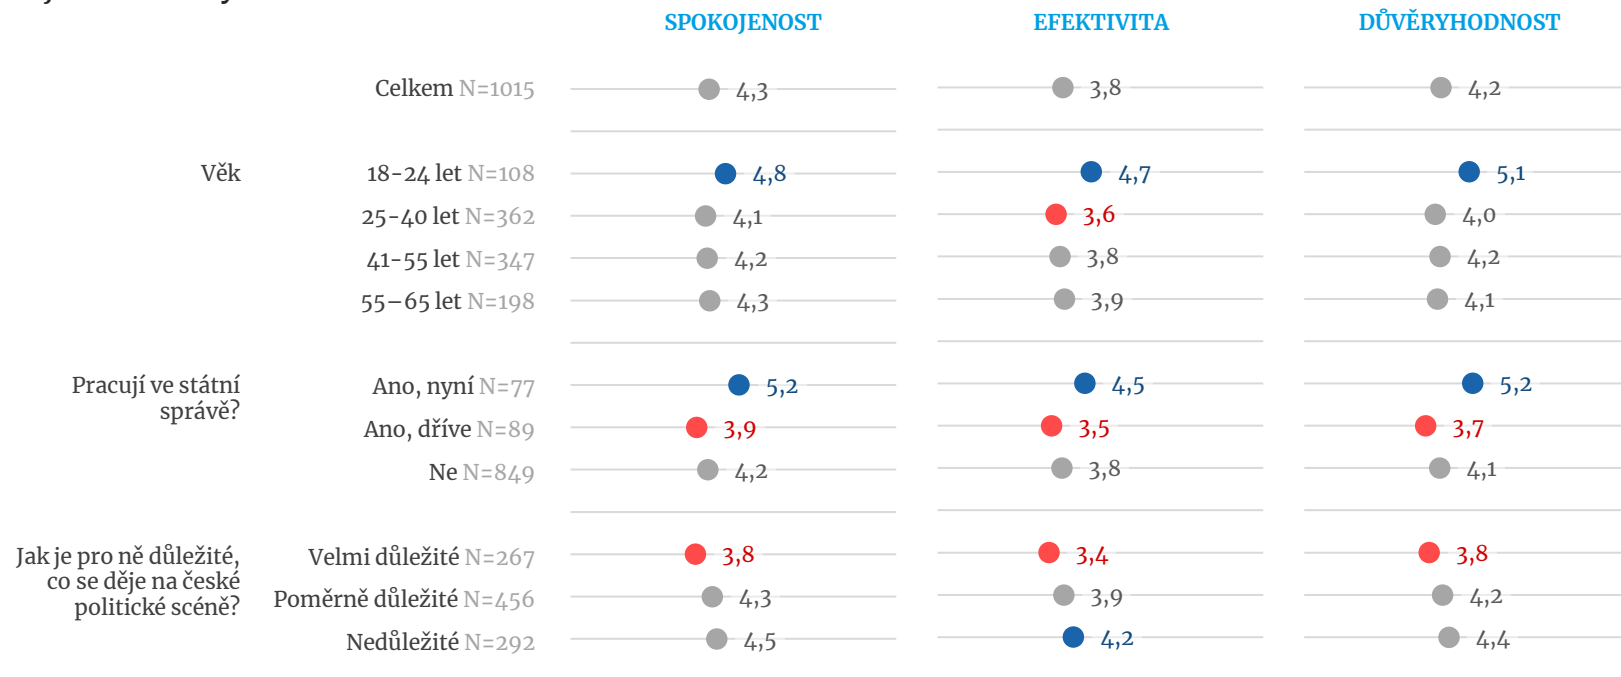 SPOKOJENOST EFEKTIVITA DŮVĚRYHODNOST
Celkem N=1015 4,3 3,8 4,2
Věk 18-24 let N=108 4,8 4,7 5,1
25-40 let N=362 4,1 3,6 4,0
41-55 let N=347 4,2 3,8 4,2
55–65 let N=198 4,3 3,9 4,1
Pracují ve státní
správě?
Ano, nyní N=77 5,2 4,5 5,2
Ano, dříve N=89 3,9 3,5 3,7
Ne N=849 4,2 3,8 4,1
Jak je pro ně důležité,
co se děje na české
politické scéně?
Velmi důležité N=267 3,8 3,4 3,8
Poměrně důležité N=456 4,3 3,9 4,2
Nedůležité N=292 4,5 4,2 4,4